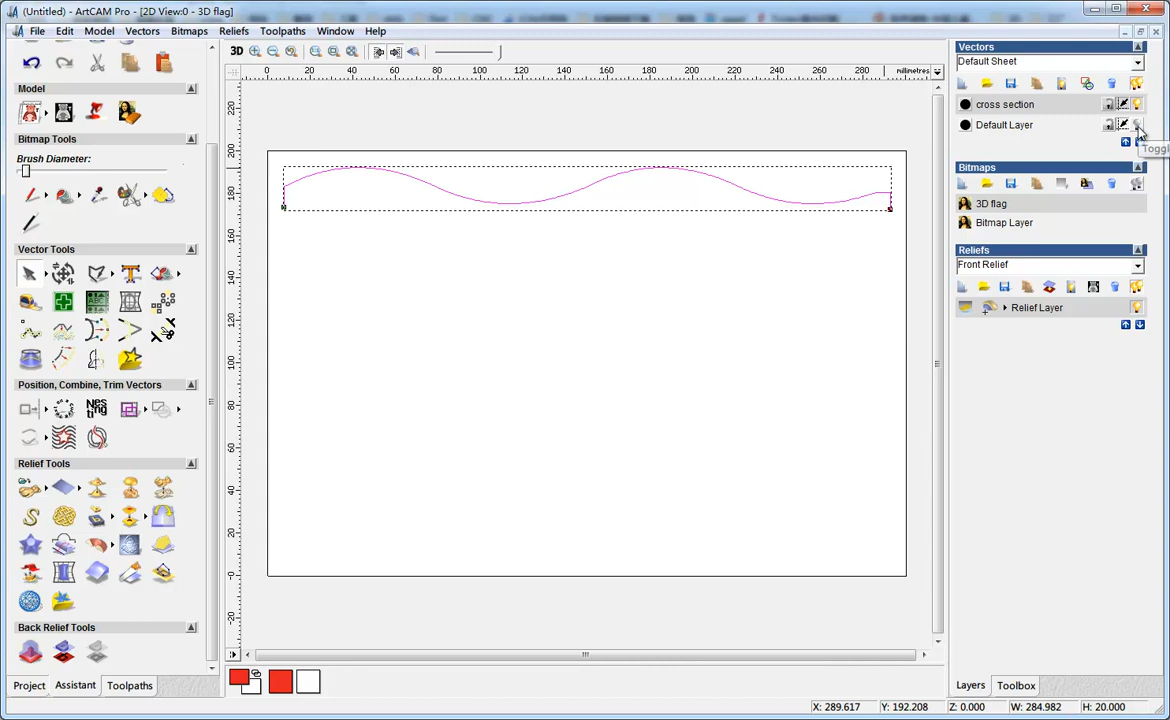 (Untitled) - ArtCAM Pro - [2D View:0 - 3D flag]
File Edit Model Vectors Bitmaps Reliefs Toolpaths Window Help
3D
Model
Bitmap Tools
Brush Diameter:
Vector Tools
Position, Combine, Trim Vectors
Relief Tools
Back Relief Tools
Project Assistant Toolpaths
0 20 40 60 80 100 120 140 160 180 200 220 240 260 280 millimetres
220
200
180
160
140
120
100
80
60
40
20
-0
-20
Vectors
Default Sheet
cross section
Default Layer
Toggl
Bitmaps
3D flag
Bitmap Layer
Reliefs
Front Relief
Relief Layer
Layers Toolbox
X: 289.617 Y: 192.208 Z: 0.000 W: 284.982 H: 20.000